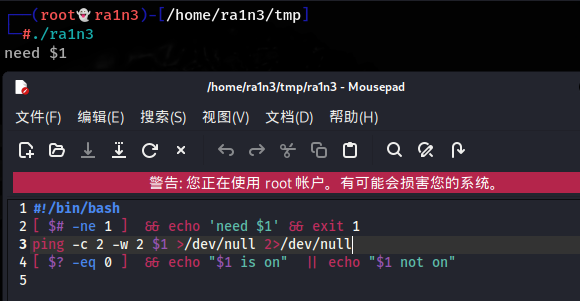 ┌──(root👻ra1n3)-[/home/ra1n3/tmp]
└─#./ra1n3
need $1
/home/ra1n3/tmp/ra1n3 - Mousepad
文件(F) 编辑(E) 搜索(S) 视图(V) 文档(D) 帮助(H)
警告: 您正在使用 root 帐户。有可能会损害您的系统。
1 #!/bin/bash
2 [ $# -ne 1 ]  && echo 'need $1' && exit 1
3 ping -c 2 -w 2 $1 >/dev/null 2>/dev/null
4 [ $? -eq 0 ]  && echo "$1 is on"  || echo "$1 not on"
5